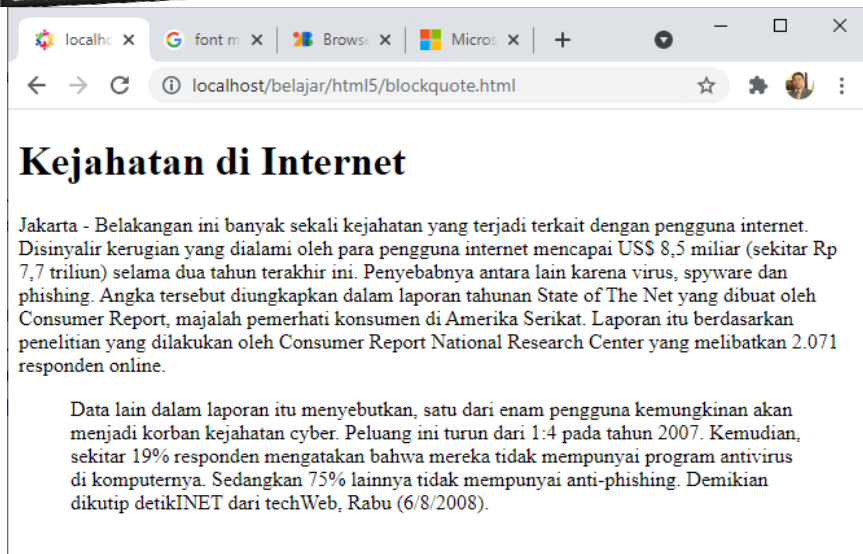 localhc
font m
Brows
Micros
localhost/belajar/html5/blockquote.html
Kejahatan di Internet
Jakarta - Belakangan ini banyak sekali kejahatan yang terjadi terkait dengan pengguna internet.
Disinyalir kerugian yang dialami oleh para pengguna internet mencapai US$ 8,5 miliar (sekitar Rp
7,7 triliun) selama dua tahun terakhir ini. Penyebabnya antara lain karena virus, spyware dan
phishing. Angka tersebut diungkapkan dalam laporan tahunan State of The Net yang dibuat oleh
Consumer Report, majalah pemerhati konsumen di Amerika Serikat. Laporan itu berdasarkan
penelitian yang dilakukan oleh Consumer Report National Research Center yang melibatkan 2.071
responden online.
Data lain dalam laporan itu menyebutkan, satu dari enam pengguna kemungkinan akan
menjadi korban kejahatan cyber. Peluang ini turun dari 1:4 pada tahun 2007. Kemudian,
sekitar 19% responden mengatakan bahwa mereka tidak mempunyai program antivirus
di komputernya. Sedangkan 75% lainnya tidak mempunyai anti-phishing. Demikian
dikutip detikINET dari techWeb, Rabu (6/8/2008).